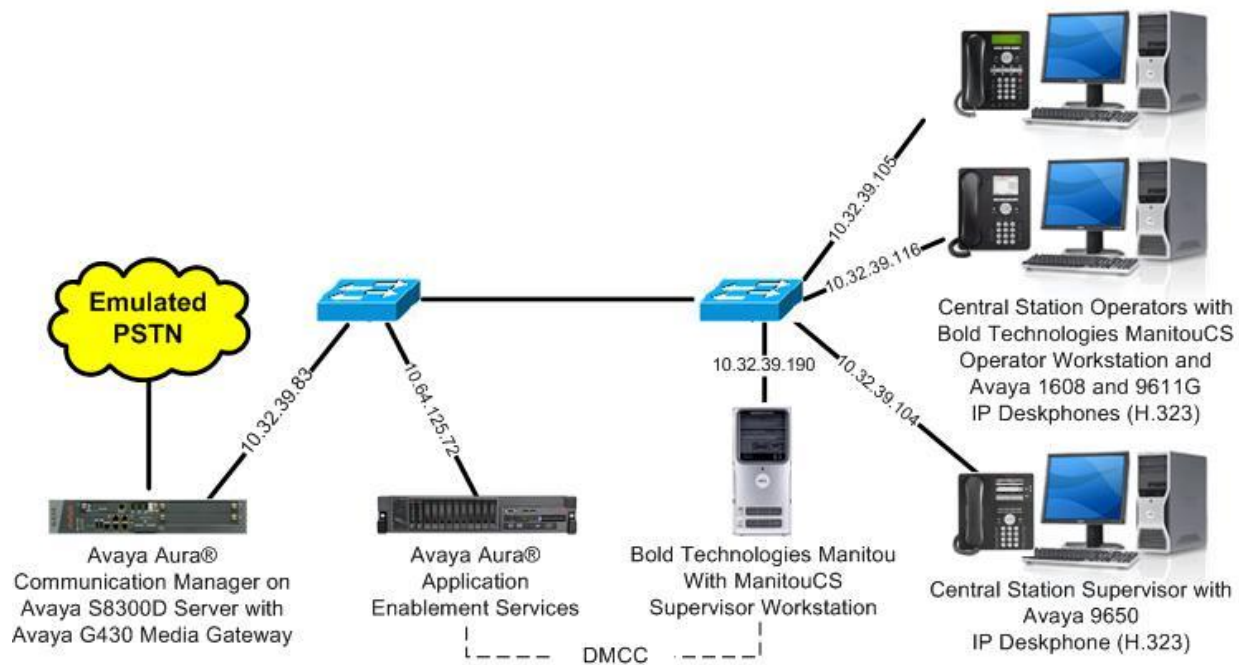 Emulated
PSTN
10.32.39.83
10.64.125.72
10.32.39.105
10.32.39.116
10.32.39.190
10.32.39.104
Central Station Operators with
Bold Technologies ManitouCS
Operator Workstation and
Avaya 1608 and 9611G
IP Deskphones (H.323)
Avaya Aura®
Communication Manager on
Avaya S8300D Server with
Avaya G430 Media Gateway
Avaya Aura®
Application
Enablement Services
Bold Technologies Manitou
With ManitouCS
Supervisor Workstation
Central Station Supervisor with
Avaya 9650
IP Deskphone (H.323)
DMCC